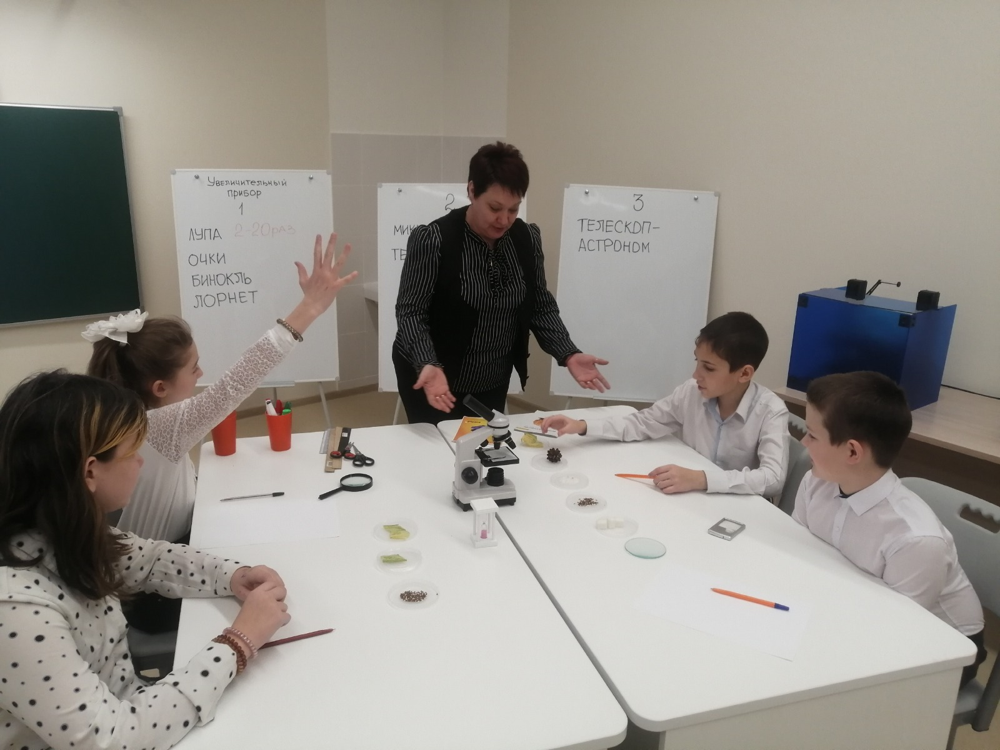 Увеличительный
прибор
1
ЛУПА 2-20раз
ОЧКИ
БИНОКЛЬ
ЛОРНЕТ
2
3
ТЕЛЕСКОП-
АСТРОНОМ